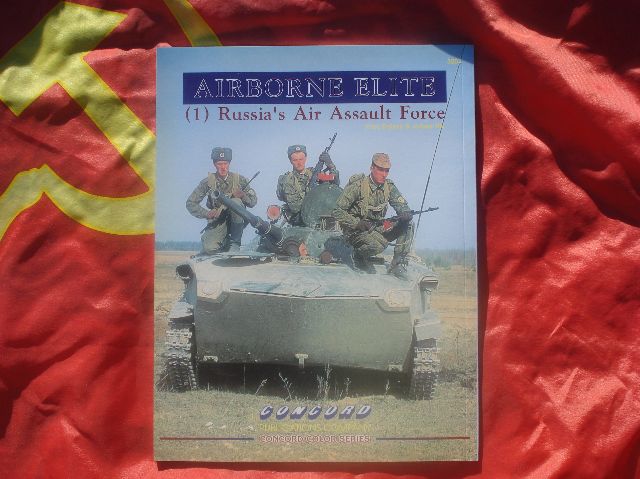 AIRBORNE ELITE
(1) Russia's Air Assault Force
CONCORD
PUBLICATIONS COMPANY
CONCORD COLOR SERIES